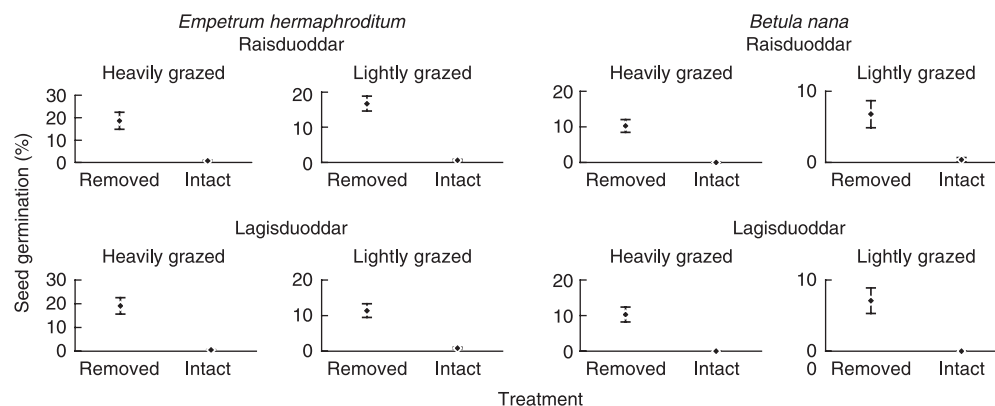 Empetrum hermaphroditum
Raisduoddar
Heavily grazed
Lightly grazed
30
20
10
0
Removed Intact
20
10
0
Removed Intact
Lagisduoddar
Heavily grazed
Lightly grazed
30
20
10
0
Removed Intact
20
10
0
Removed Intact
Betula nana
Raisduoddar
Heavily grazed
Lightly grazed
20
10
0
Removed Intact
10
0
Removed Intact
Lagisduoddar
Heavily grazed
Lightly grazed
20
10
0
Removed Intact
10
0
0
Removed Intact
Seed germination (%)
Treatment